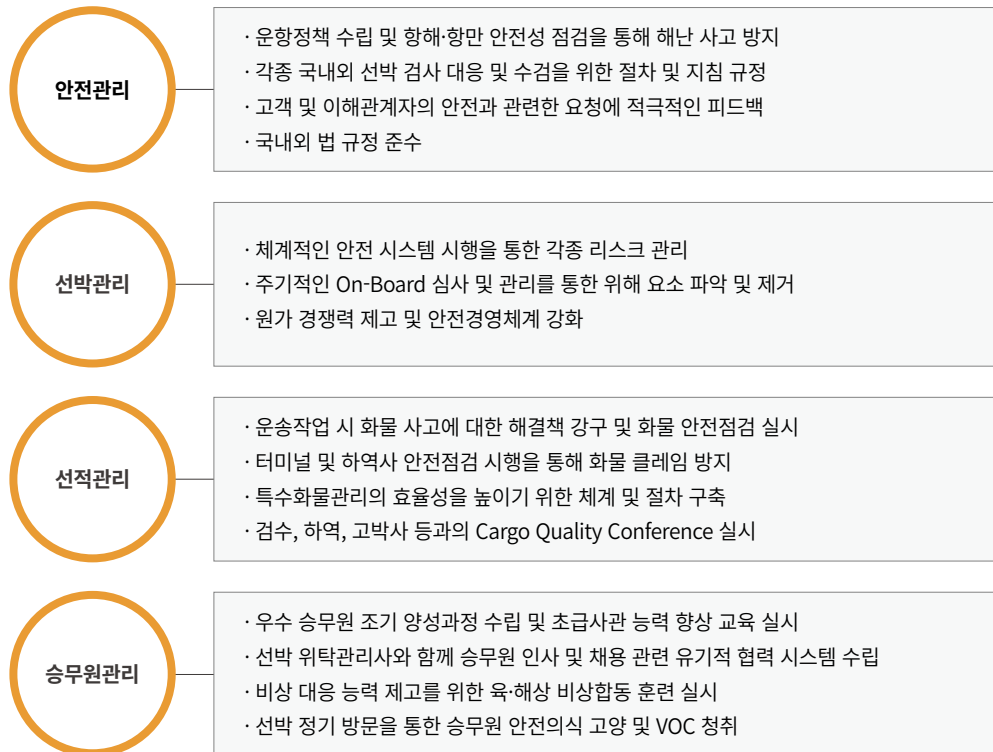 안전관리
· 운항정책 수립 및 항해·항만 안전성 점검을 통해 해난 사고 방지
· 각종 국내외 선박 검사 대응 및 수검을 위한 절차 및 지침 규정
· 고객 및 이해관계자의 안전과 관련한 요청에 적극적인 피드백
· 국내외 법 규정 준수
선박관리
· 체계적인 안전 시스템 시행을 통한 각종 리스크 관리
· 주기적인 On-Board 심사 및 관리를 통한 위해 요소 파악 및 제거
· 원가 경쟁력 제고 및 안전경영체계 강화
선적관리
· 운송작업 시 화물 사고에 대한 해결책 강구 및 화물 안전점검 실시
· 터미널 및 하역사 안전점검 시행을 통해 화물 클레임 방지
· 특수화물관리의 효율성을 높이기 위한 체계 및 절차 구축
· 검수, 하역, 고박사 등과의 Cargo Quality Conference 실시
승무원관리
· 우수 승무원 조기 양성과정 수립 및 초급사관 능력 향상 교육 실시
· 선박 위탁관리사와 함께 승무원 인사 및 채용 관련 유기적 협력 시스템 수립
· 비상 대응 능력 제고를 위한 육·해상 비상합동 훈련 실시
· 선박 정기 방문을 통한 승무원 안전의식 고양 및 VOC 청취